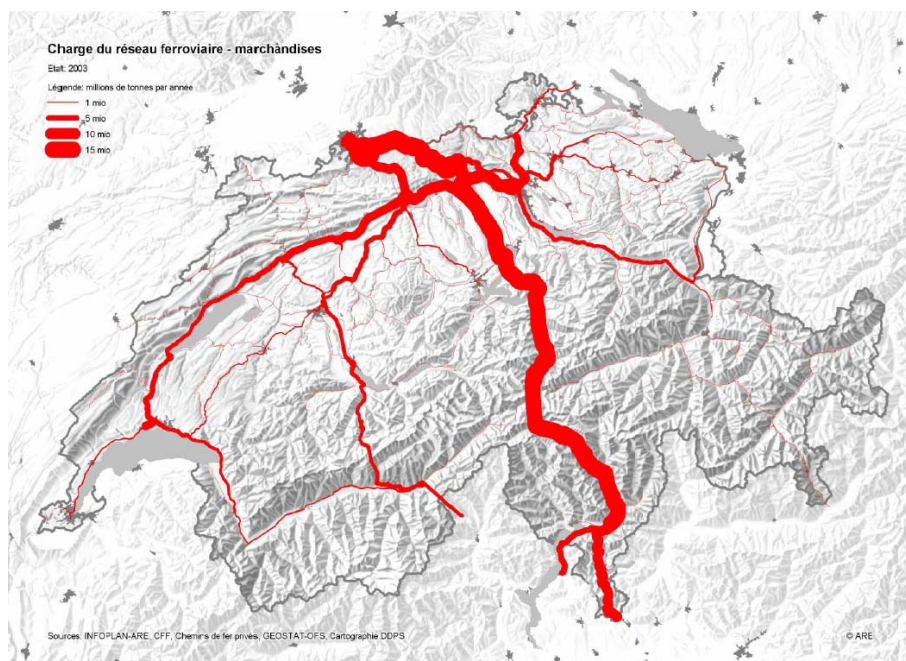 Charge du réseau ferroviaire - marchandises
Etat: 2003
Légende: millions de tonnes par année
1 mio
5 mio
10 mio
15 mio
Sources: INFOPLAN-ARE, CFF, Chemins de fer privés, GEOSTAT-OFS, Cartographie DDPS
© ARE